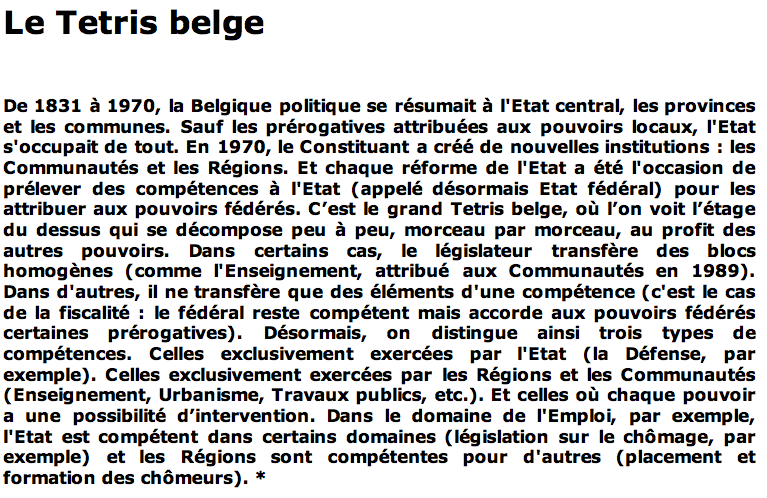 Le Tetris belge
De 1831 à 1970, la Belgique politique se résumait à l'Etat central, les provinces
et les communes. Sauf les prérogatives attribuées aux pouvoirs locaux, l'Etat
s'occupait de tout. En 1970, le Constituant a créé de nouvelles institutions : les
Communautés et les Régions. Et chaque réforme de l'Etat a été l'occasion de
prélever des compétences à l'Etat (appelé désormais Etat fédéral) pour les
attribuer aux pouvoirs fédérés. C’est le grand Tetris belge, où l’on voit l’étage
du dessus qui se décompose peu à peu, morceau par morceau, au profit des
autres pouvoirs. Dans certains cas, le législateur transfère des blocs
homogènes (comme l'Enseignement, attribué aux Communautés en 1989).
Dans d'autres, il ne transfère que des éléments d'une compétence (c'est le cas
de la fiscalité : le fédéral reste compétent mais accorde aux pouvoirs fédérés
certaines prérogatives). Désormais, on distingue ainsi trois types de
compétences. Celles exclusivement exercées par l'Etat (la Défense, par
exemple). Celles exclusivement exercées par les Régions et les Communautés
(Enseignement, Urbanisme, Travaux publics, etc.). Et celles où chaque pouvoir
a une possibilité d’intervention. Dans le domaine de l'Emploi, par exemple,
l'Etat est compétent dans certains domaines (législation sur le chômage, par
exemple) et les Régions sont compétentes pour d'autres (placement et
formation des chômeurs). *